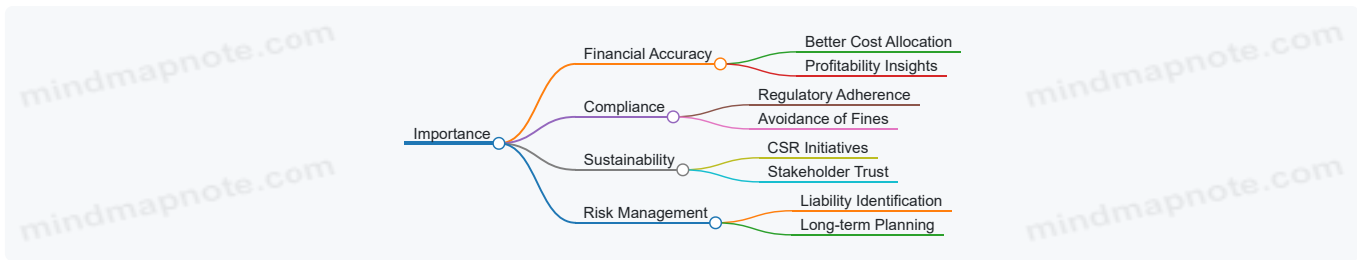 mindmapnote.com
mindmapnote.com
Importance
Financial Accuracy
Better Cost Allocation
Profitability Insights
Compliance
Regulatory Adherence
Avoidance of Fines
Sustainability
CSR Initiatives
Stakeholder Trust
Risk Management
Liability Identification
Long-term Planning
mindmapnote.com
mindmapnote.com